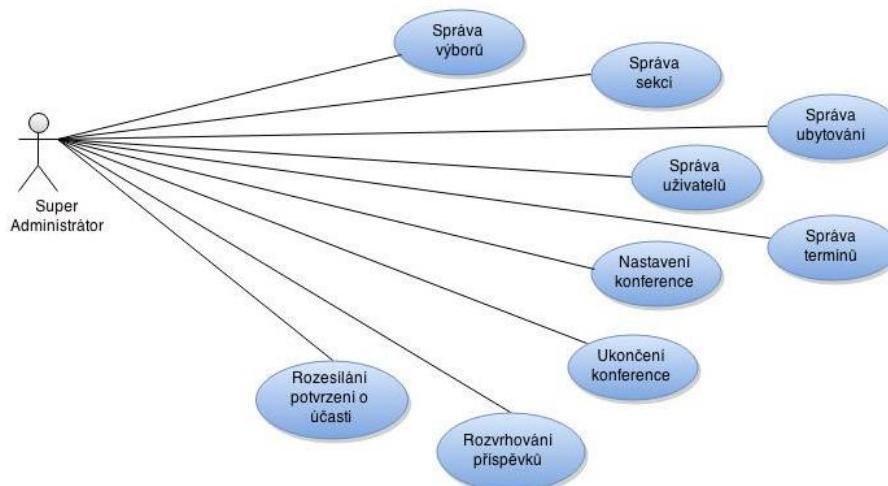 Správa
výborů
Správa
sekcí
Správa
ubytování
Správa
uživatelů
Super
Administrátor
Správa
termínů
Nastavení
konference
Ukončení
konference
Rozesílání
potvrzení o
účasti
Rozvrhování
příspěvků